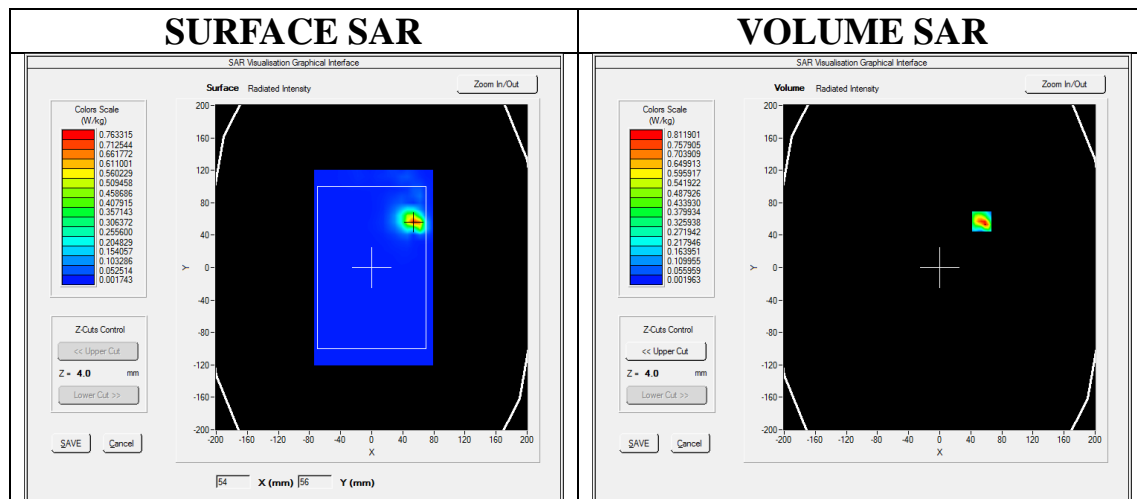 SURFACE SAR
SAR Visualisation Graphical Interface
Surface Radiated Intensity
Zoom In/Out
Colors Scale
(W/kg)
0.763315
0.712544
0.661772
0.611001
0.560229
0.509458
0.458686
0.407915
0.357143
0.306372
0.255600
0.204829
0.154057
0.103286
0.052514
0.001743
200
160
120
80
40
0
-40
-80
-120
-160
-200
Y
-200 -160 -120 -80 -40 0 40 80 120 160 200
X
Z-Cuts Control
<< Upper Cut
Z = 4.0 mm
Lower Cut >>
SAVE Cancel
54 X (mm) 56 Y (mm)
VOLUME SAR
SAR Visualisation Graphical Interface
Volume Radiated Intensity
Zoom In/Out
Colors Scale
(W/kg)
0.811901
0.757905
0.703909
0.649913
0.595917
0.541922
0.487926
0.433930
0.379934
0.325938
0.271942
0.217946
0.163951
0.109955
0.055959
0.001963
200
160
120
80
40
0
-40
-80
-120
-160
-200
Y
-200 -160 -120 -80 -40 0 40 80 120 160 200
X
Z-Cuts Control
<< Upper Cut
Z = 4.0 mm
Lower Cut >>
SAVE Cancel